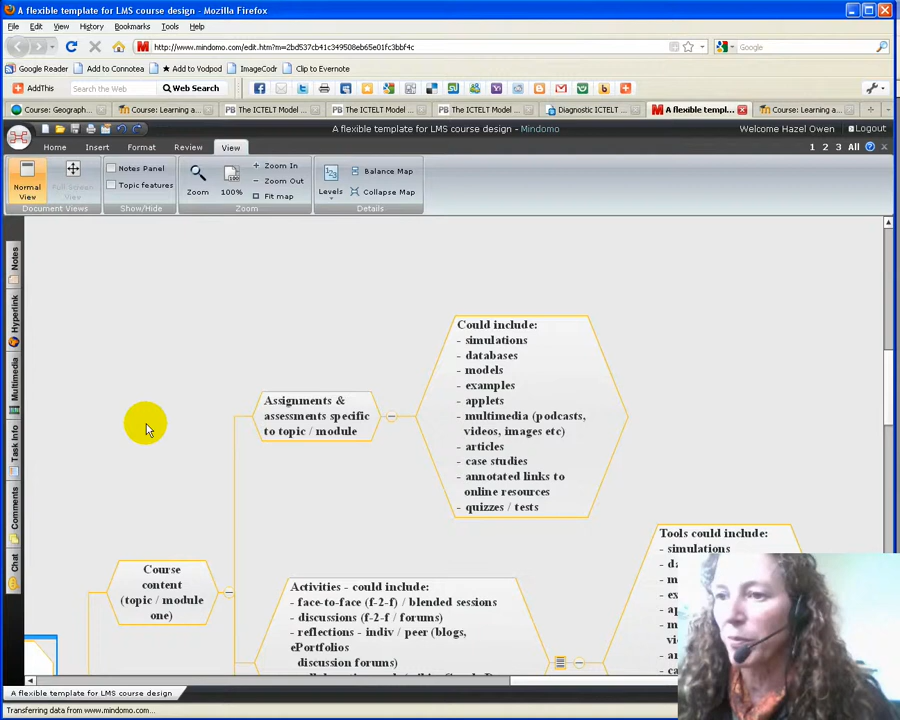 A flexible template for LMS course design - Mozilla Firefox
File Edit View History Bookmarks Tools Help
http://www.mindomo.com/edit.htm?m=2bd537cb41c349508eb65e01fc3bbf4c
Google
Google Reader Add to Connotea Add to Vodpod ImageCodr Clip to Evernote
AddThis Search the Web Web Search
Course: Geograph... Course: Learning a... The ICTELT Model ... The ICTELT Model ... The ICTELT Model ... Diagnostic ICTELT ... A flexible templ... Course: Learning a...
A flexible template for LMS course design - Mindomo
Welcome Hazel Owen Logout
Home Insert Format Review View
1 2 3 All
Normal View
Full Screen View
Notes Panel
Topic features
Zoom
100%
Zoom In
Zoom Out
Fit map
Levels
Balance Map
Collapse Map
Document Views Show/Hide Zoom Details
Notes
Hyperlink
Multimedia
Task Info
Comments
Chat
Could include:
- simulations
- databases
- models
- examples
- applets
- multimedia (podcasts,
videos, images etc)
- articles
- case studies
- annotated links to
online resources
- quizzes / tests
Assignments &
assessments specific
to topic / module
Tools could include:
- simulations
Course
content
(topic / module
one)
Activities - could include:
- face-to-face (f-2-f) / blended sessions
- discussions (f-2-f / forums)
- reflections - indiv / peer (blogs,
ePortfolios
discussion forums)
A flexible template for LMS course design
Transferring data from www.mindomo.com...